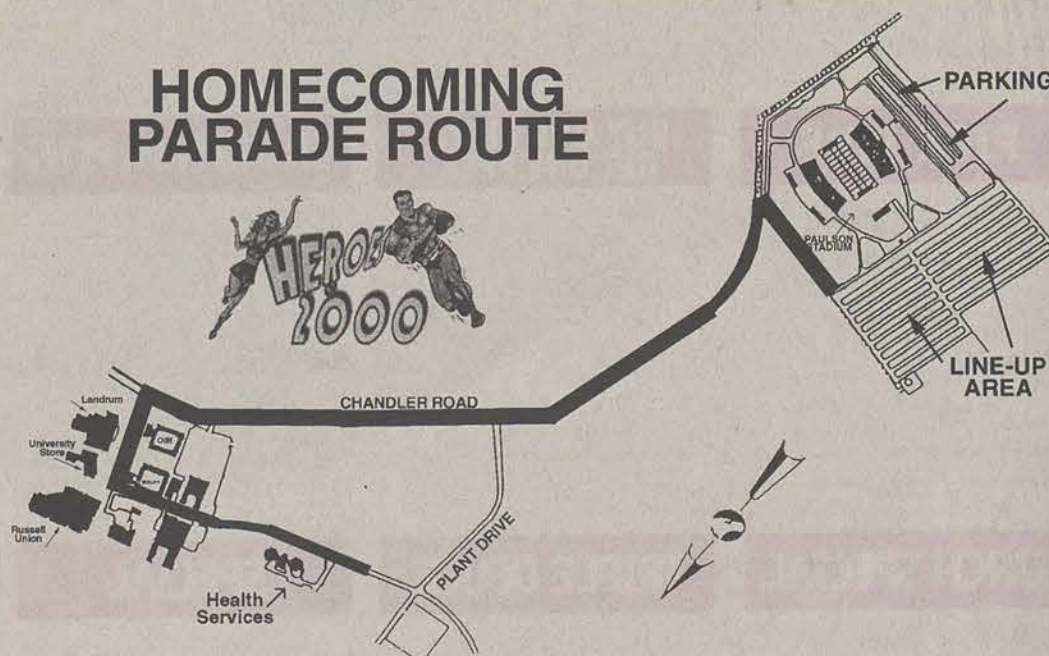 HOMECOMING
PARADE ROUTE
HEROES
2000
PARKING
PAULSON
STADIUM
LINE-UP
AREA
CHANDLER ROAD
Landrum
University
Store
Russell
Union
PLANT DRIVE
Health
Services